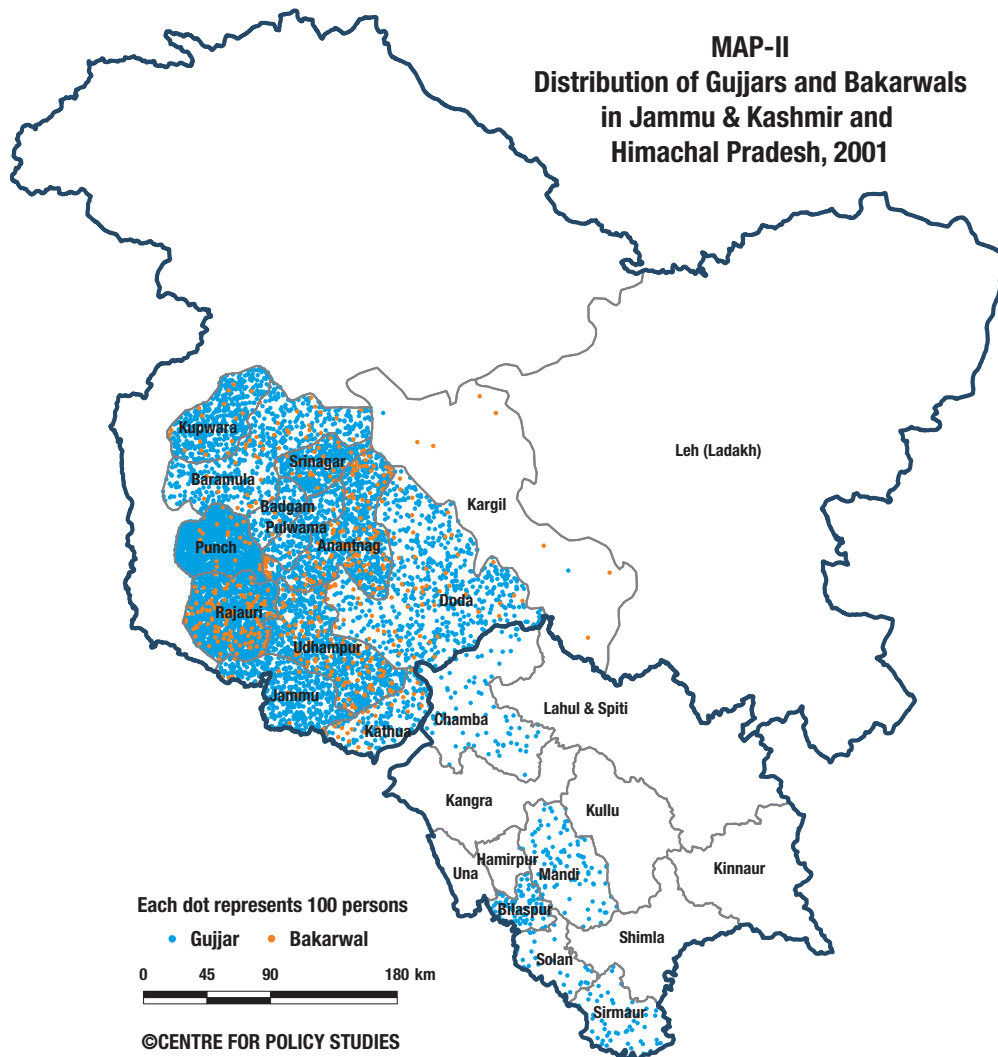 MAP-II
Distribution of Gujjars and Bakarwals
in Jammu & Kashmir and
Himachal Pradesh, 2001
Kupwara
Srinagar
Leh (Ladakh)
Baramula
Kargil
Badgam
Pulwama
Punch
Anantnag
Doda
Rajauri
Udhampur
Jammu
Lahul & Spiti
Chamba
Kathua
Kangra
Kullu
Hamirpur
Kinnaur
Una
Mandi
Bilaspur
Shimla
Solan
Sirmaur
Each dot represents 100 persons
Gujjar Bakarwal
0 45 90 180 km
©CENTRE FOR POLICY STUDIES